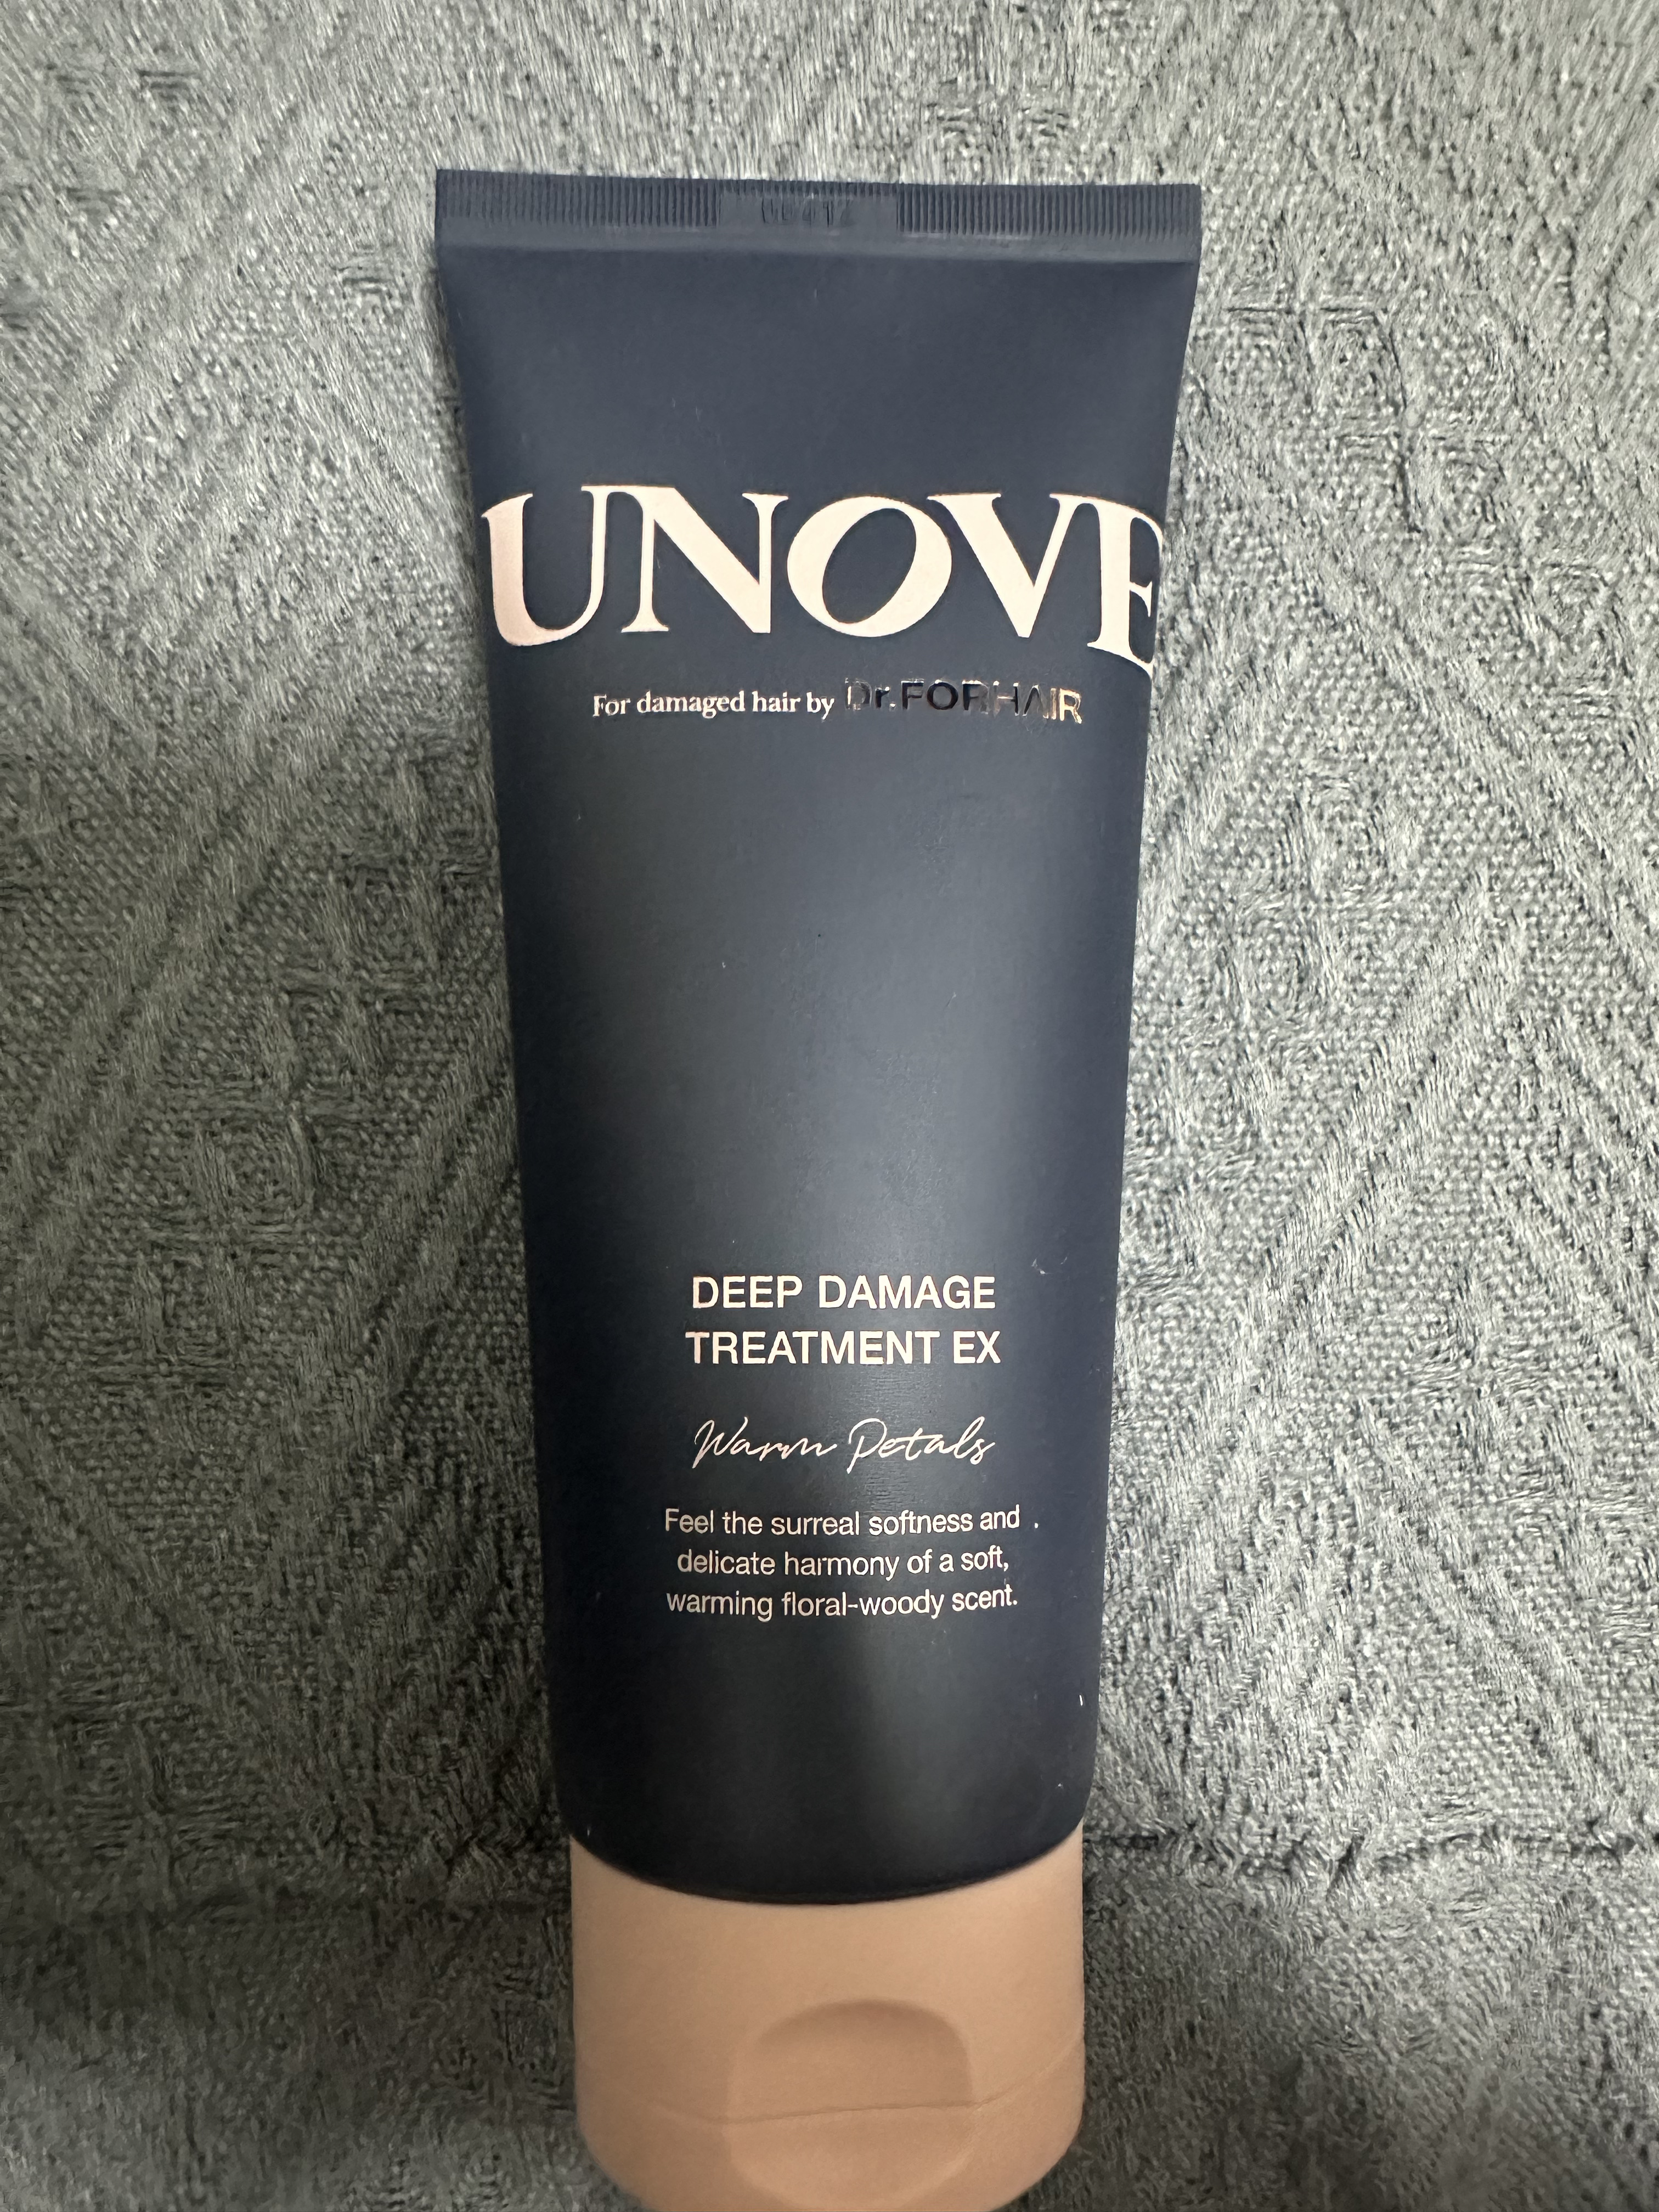 UNOVE
For damaged hair by Dr.FORHAIR
DEEP DAMAGE
TREATMENT EX
Warm Petals
Feel the surreal softness and
delicate harmony of a soft,
warming floral-woody scent.